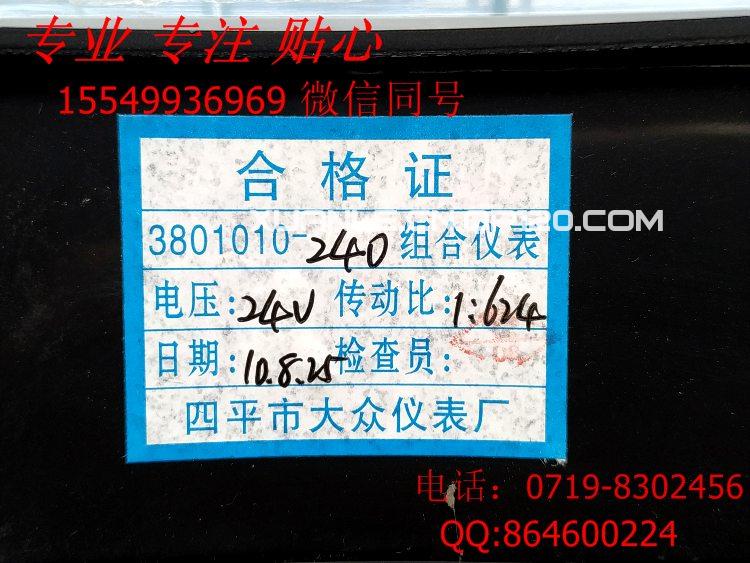 专业 专注 贴心
15549936969 微信同号
合格证
3801010-240 组合仪表
电压:24V 传动比:1:624
日期:10.8.25 检查员:
四平市大众仪表厂
电话：0719-8302456
QQ:864600224